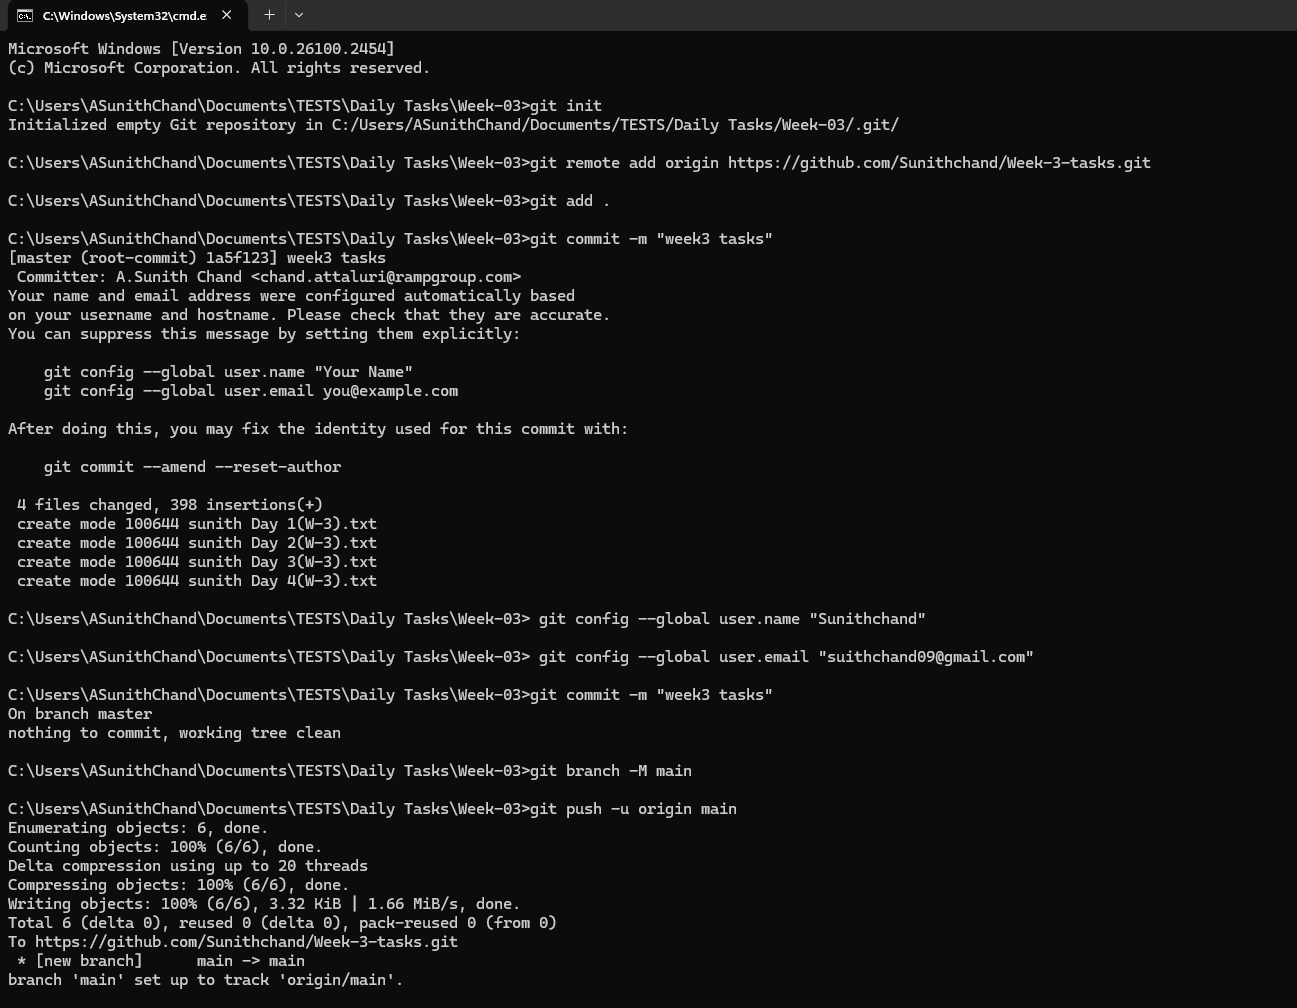 C:\Windows\System32\cmd.e
Microsoft Windows [Version 10.0.26100.2454]
(c) Microsoft Corporation. All rights reserved.
C:\Users\ASunithChand\Documents\TESTS\Daily Tasks\Week-03>git init
Initialized empty Git repository in C:/Users/ASunithChand/Documents/TESTS/Daily Tasks/Week-03/.git/
C:\Users\ASunithChand\Documents\TESTS\Daily Tasks\Week-03>git remote add origin https://github.com/Sunithchand/Week-3-tasks.git
C:\Users\ASunithChand\Documents\TESTS\Daily Tasks\Week-03>git add .
C:\Users\ASunithChand\Documents\TESTS\Daily Tasks\Week-03>git commit -m "week3 tasks"
[master (root-commit) 1a5f123] week3 tasks
 Committer: A.Sunith Chand <chand.attaluri@rampgroup.com>
Your name and email address were configured automatically based
on your username and hostname. Please check that they are accurate.
You can suppress this message by setting them explicitly:
    git config --global user.name "Your Name"
    git config --global user.email you@example.com
After doing this, you may fix the identity used for this commit with:
    git commit --amend --reset-author
 4 files changed, 398 insertions(+)
 create mode 100644 sunith Day 1(W-3).txt
 create mode 100644 sunith Day 2(W-3).txt
 create mode 100644 sunith Day 3(W-3).txt
 create mode 100644 sunith Day 4(W-3).txt
C:\Users\ASunithChand\Documents\TESTS\Daily Tasks\Week-03> git config --global user.name "Sunithchand"
C:\Users\ASunithChand\Documents\TESTS\Daily Tasks\Week-03> git config --global user.email "suithchand09@gmail.com"
C:\Users\ASunithChand\Documents\TESTS\Daily Tasks\Week-03>git commit -m "week3 tasks"
On branch master
nothing to commit, working tree clean
C:\Users\ASunithChand\Documents\TESTS\Daily Tasks\Week-03>git branch -M main
C:\Users\ASunithChand\Documents\TESTS\Daily Tasks\Week-03>git push -u origin main
Enumerating objects: 6, done.
Counting objects: 100% (6/6), done.
Delta compression using up to 20 threads
Compressing objects: 100% (6/6), done.
Writing objects: 100% (6/6), 3.32 KiB | 1.66 MiB/s, done.
Total 6 (delta 0), reused 0 (delta 0), pack-reused 0 (from 0)
To https://github.com/Sunithchand/Week-3-tasks.git
 * [new branch]      main -> main
branch 'main' set up to track 'origin/main'.